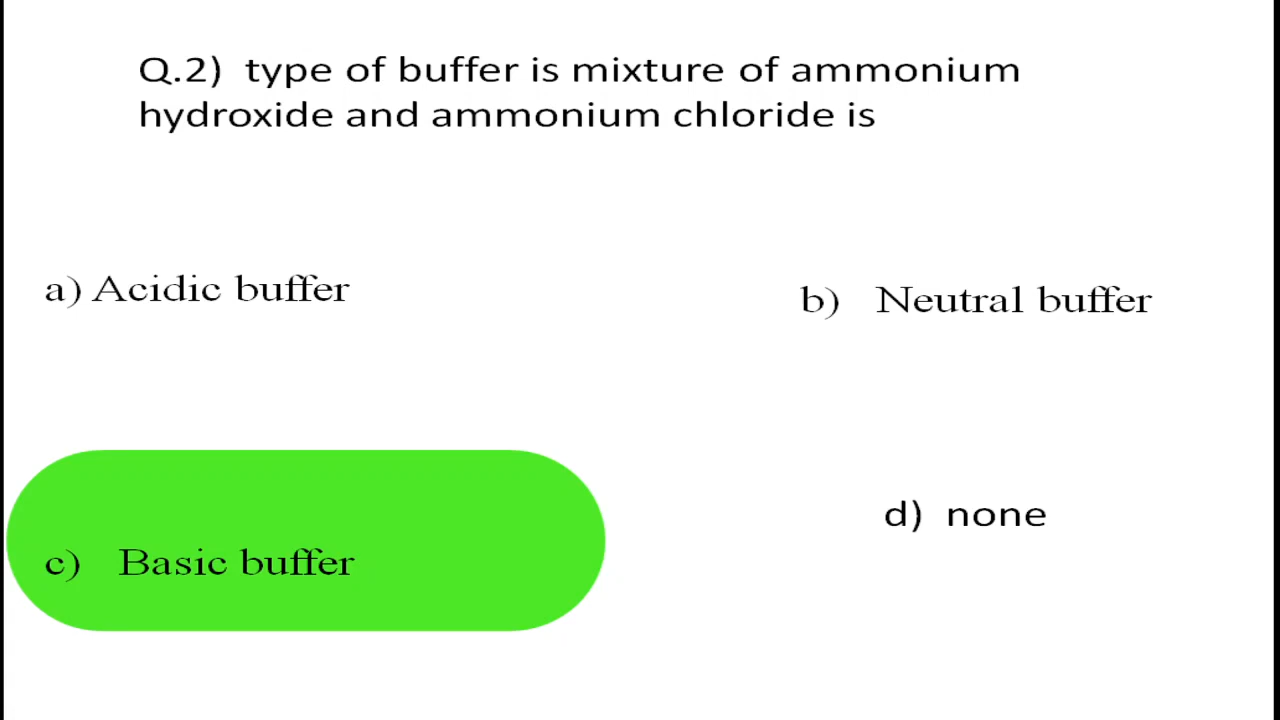 Q.2)  type of buffer is mixture of ammonium
hydroxide and ammonium chloride is
a) Acidic buffer
b)   Neutral buffer
c)   Basic buffer
d)  none